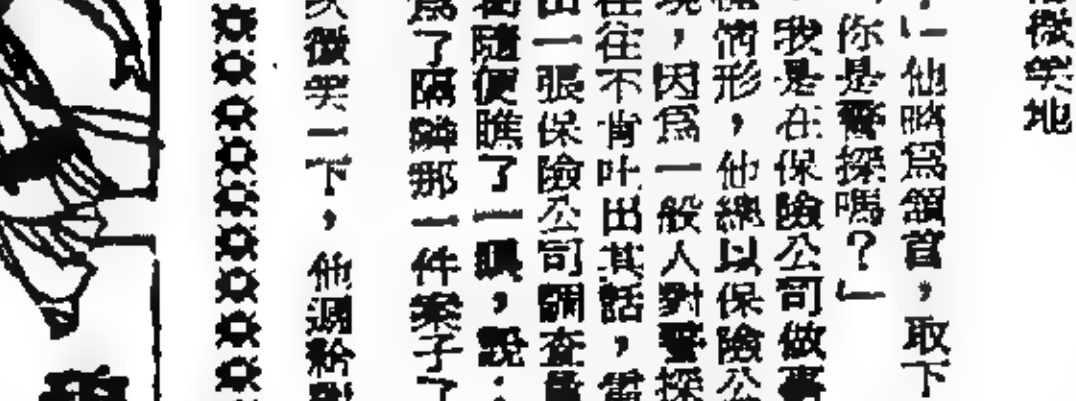 微笑地
他略爲頷首，取下
你是警探嗎？」
我是在保險公司做事
情形，他總以保險公
境，因爲一般人對警探
往往不肯吐出真話，當
出一張保險公司調查員
隨便瞧了一瞧，說：
爲了隔鄰那一件案子了
微笑一下，他